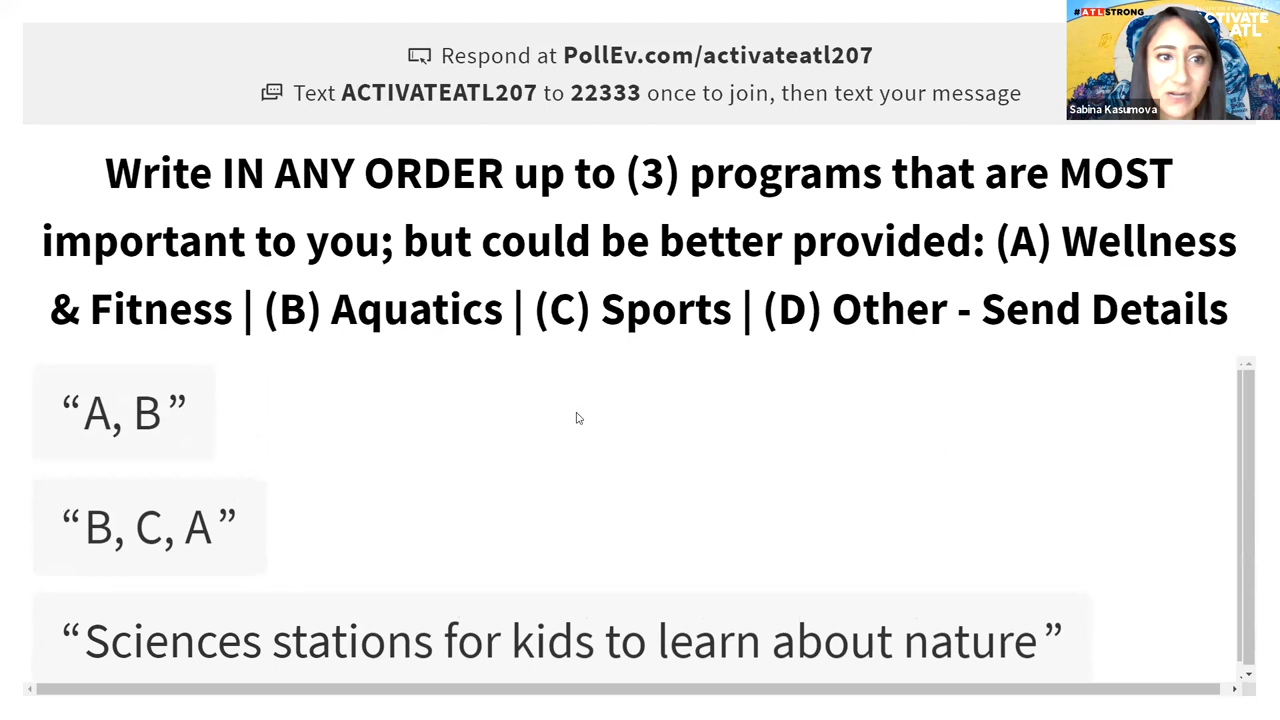 Respond at PollEv.com/activateatl207
Text ACTIVATEATL207 to 22333 once to join, then text your message
#ATLSTRONG
ACTIVATE
ATL
Sabina Kasumova
Write IN ANY ORDER up to (3) programs that are MOST
important to you; but could be better provided: (A) Wellness
& Fitness | (B) Aquatics | (C) Sports | (D) Other - Send Details
“A, B”
“B, C, A”
“Sciences stations for kids to learn about nature”